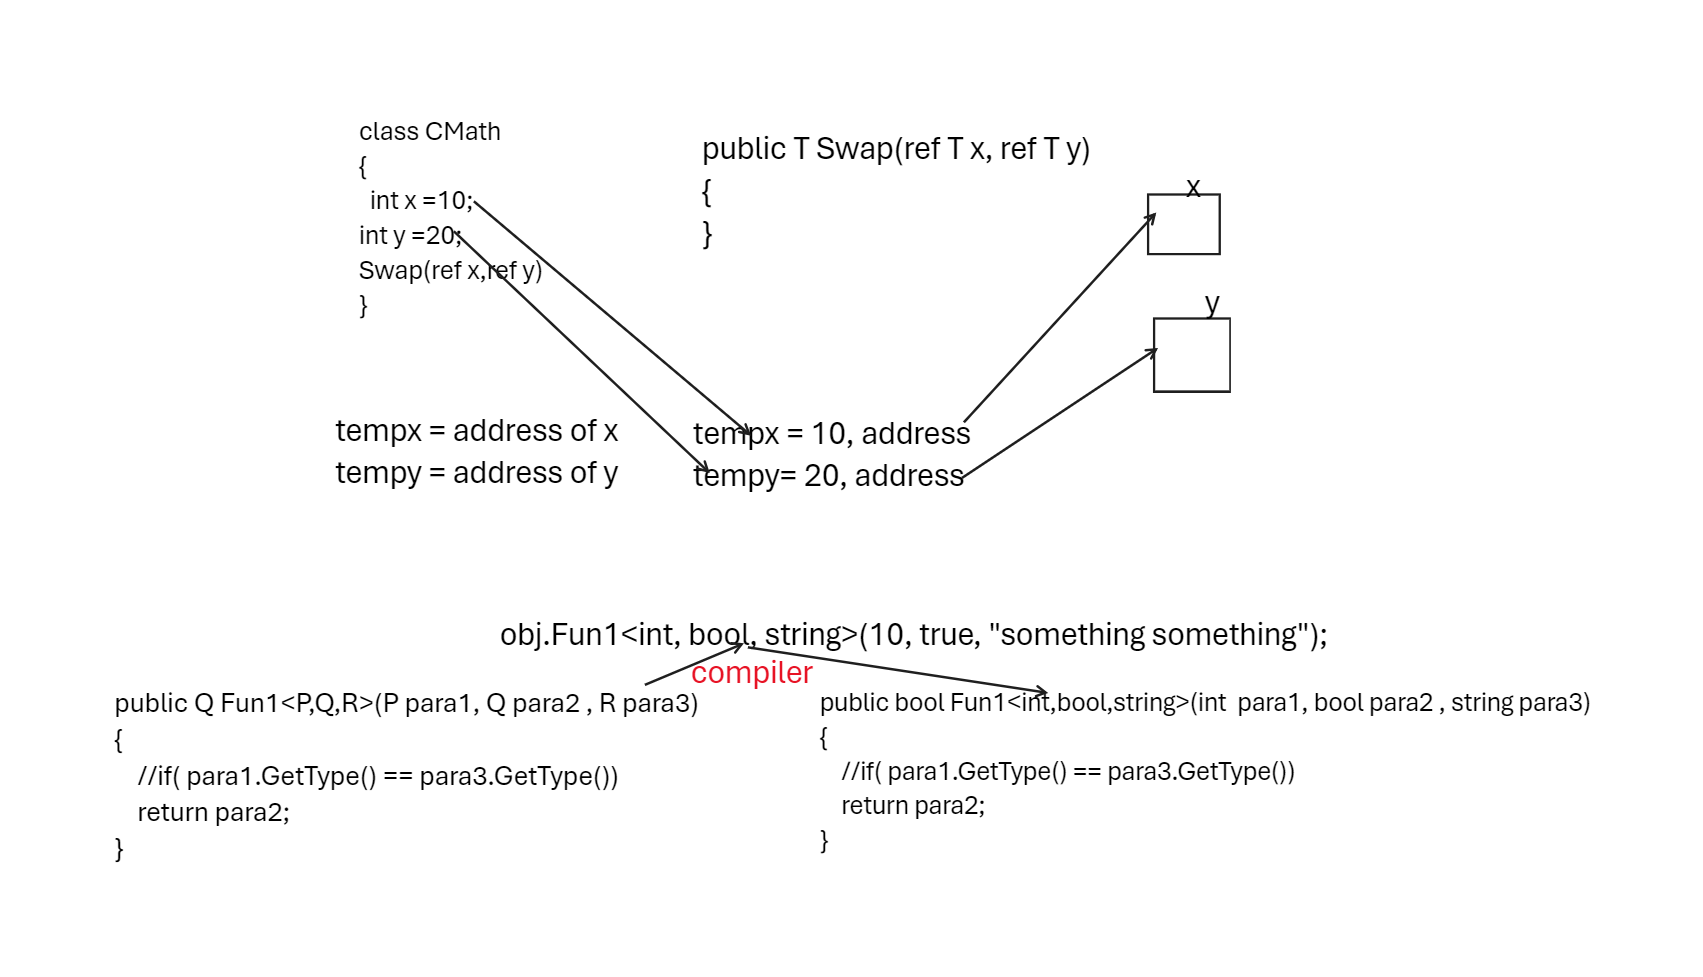 class CMath
{
int x =10;
int y =20;
Swap(ref x,ref y)
}
public T Swap(ref T x, ref T y)
{
}
x
y
tempx = address of x
tempy = address of y
tempx = 10, address
tempy= 20, address
obj.Fun1<int, bool, string>(10, true, "something something");
compiler
public Q Fun1<P,Q,R>(P para1, Q para2 , R para3)
{
//if( para1.GetType() == para3.GetType())
return para2;
}
public bool Fun1<int,bool,string>(int  para1, bool para2 , string para3)
{
//if( para1.GetType() == para3.GetType())
return para2;
}